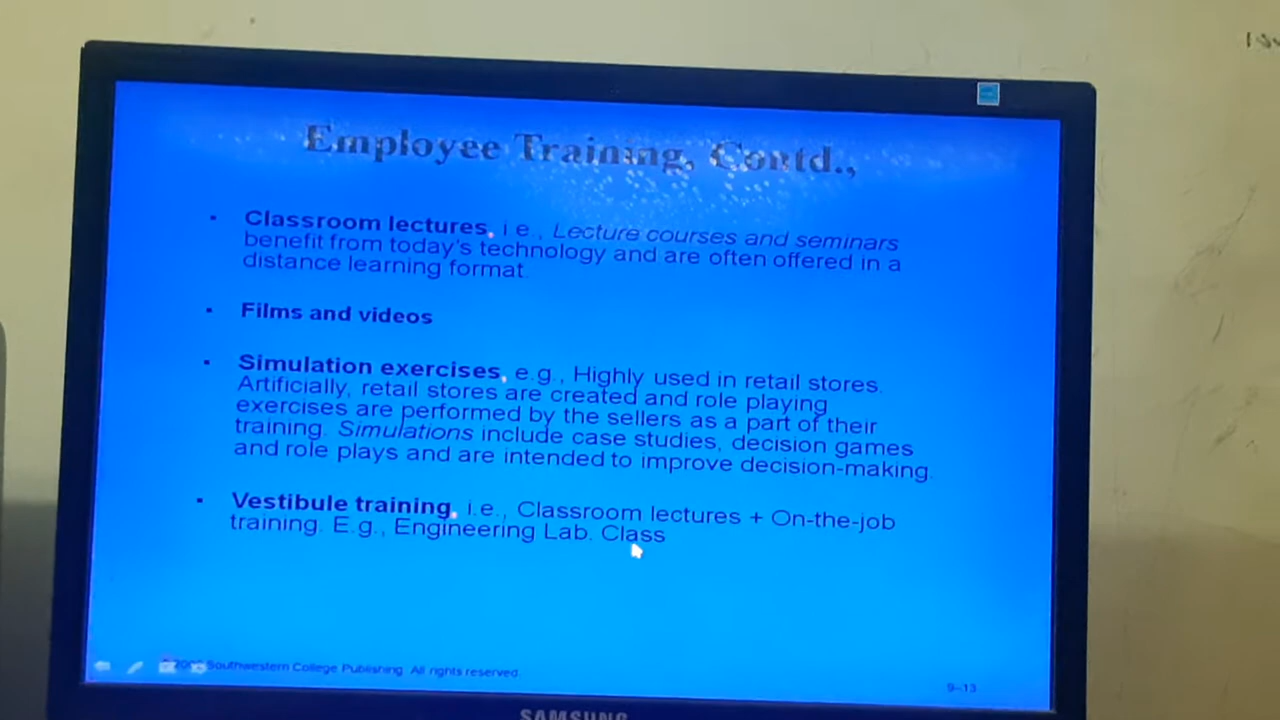 Employee Training, Contd.,
▪ Classroom lectures, i.e., Lecture courses and seminars
benefit from today's technology and are often offered in a
distance learning format.
▪ Films and videos
▪ Simulation exercises, e.g., Highly used in retail stores.
Artificially, retail stores are created and role playing
exercises are performed by the sellers as a part of their
training. Simulations include case studies, decision games
and role plays and are intended to improve decision-making.
▪ Vestibule training, i.e., Classroom lectures + On-the-job
training. E.g., Engineering Lab. Class
Southwestern College Publishing. All rights reserved.
9–13
SAMSUNG